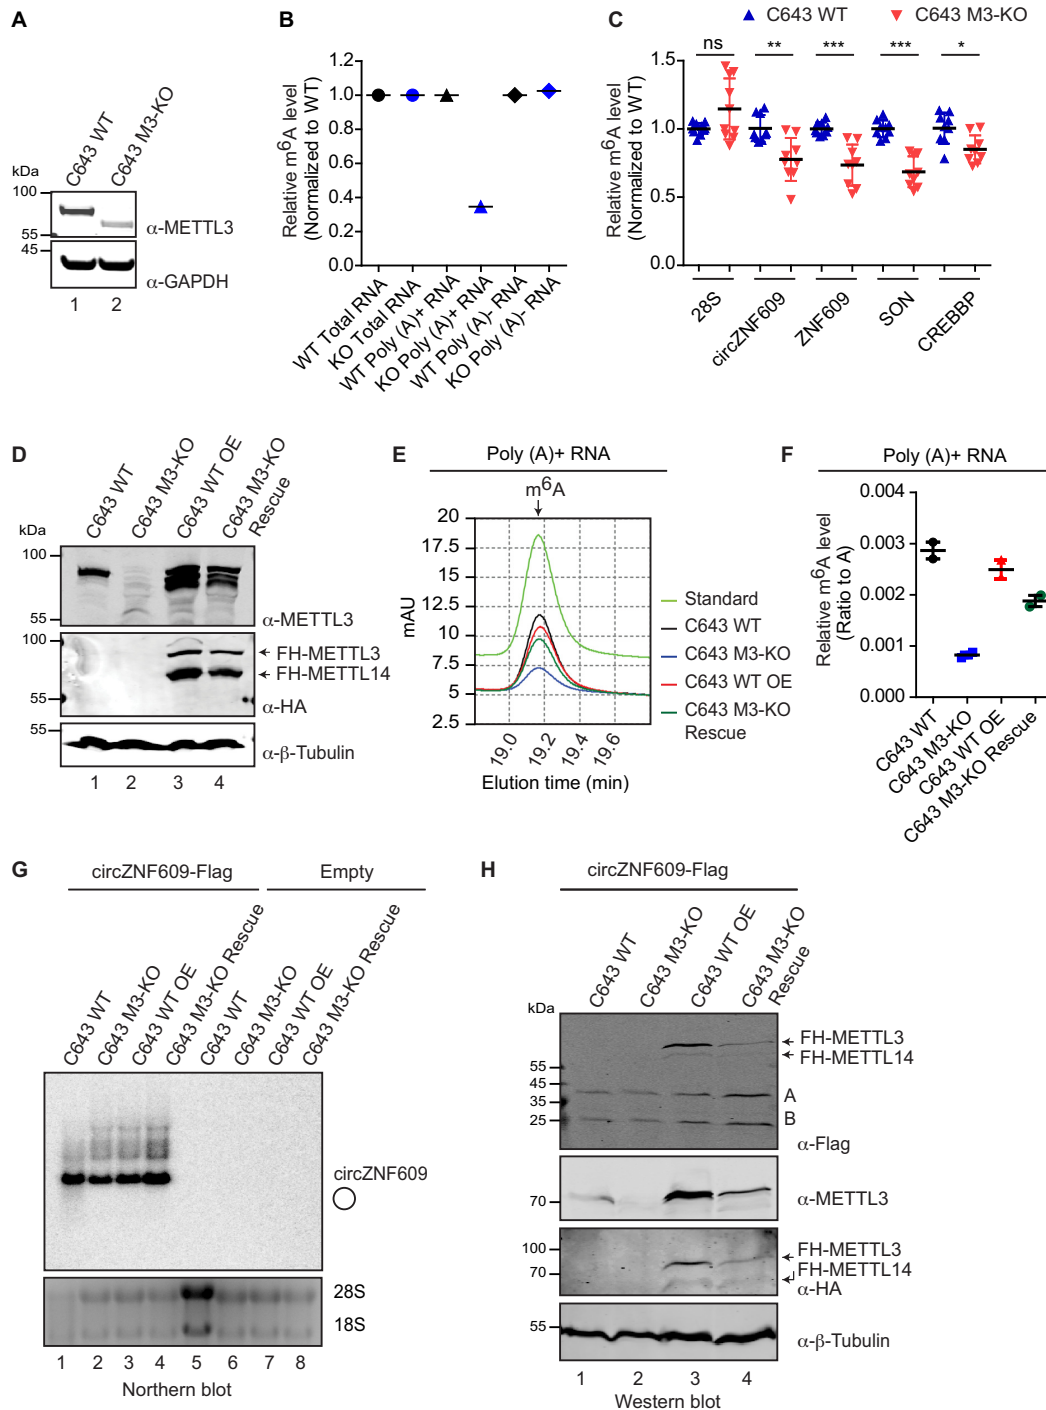 A
C643 WT
C643 M3-KO
kDa
100
55
α-METTL3
45
α-GAPDH
1 2
B
Relative m6A level
(Normalized to WT)
1.2
1.0
0.8
0.6
0.4
0.2
0.0
WT Total RNA
KO Total RNA
WT Poly (A)+ RNA
KO Poly (A)+ RNA
WT Poly (A)- RNA
KO Poly (A)- RNA
C
C643 WT
C643 M3-KO
ns ** *** *** *
Relative m6A level
(Normalized to WT)
1.5
1.0
0.5
0.0
28S
circZNF609
ZNF609
SON
CREBBP
D
C643 WT
C643 M3-KO
C643 WT OE
C643 M3-KO
Rescue
kDa
100
55
α-METTL3
100
FH-METTL3
FH-METTL14
55
α-HA
55
α-β-Tubulin
1 2 3 4
E
Poly (A)+ RNA
m6A
mAU
20
17.5
15
12.5
10
7.5
5
2.5
19.0
19.2
19.4
19.6
Elution time (min)
Standard
C643 WT
C643 M3-KO
C643 WT OE
C643 M3-KO
Rescue
F
Poly (A)+ RNA
Relative m6A level
(Ratio to A)
0.004
0.003
0.002
0.001
0.000
C643 WT
C643 M3-KO
C643 WT OE
C643 M3-KO Rescue
G
circZNF609-Flag
Empty
C643 WT
C643 M3-KO
C643 WT OE
C643 M3-KO Rescue
C643 WT
C643 M3-KO
C643 WT OE
C643 M3-KO Rescue
circZNF609
28S
18S
1 2 3 4 5 6 7 8
Northern blot
H
circZNF609-Flag
C643 WT
C643 M3-KO
C643 WT OE
C643 M3-KO
Rescue
kDa
FH-METTL3
FH-METTL14
55
45
35
25
A
B
α-Flag
70
α-METTL3
100
70
FH-METTL3
FH-METTL14
α-HA
55
α-β-Tubulin
1 2 3 4
Western blot